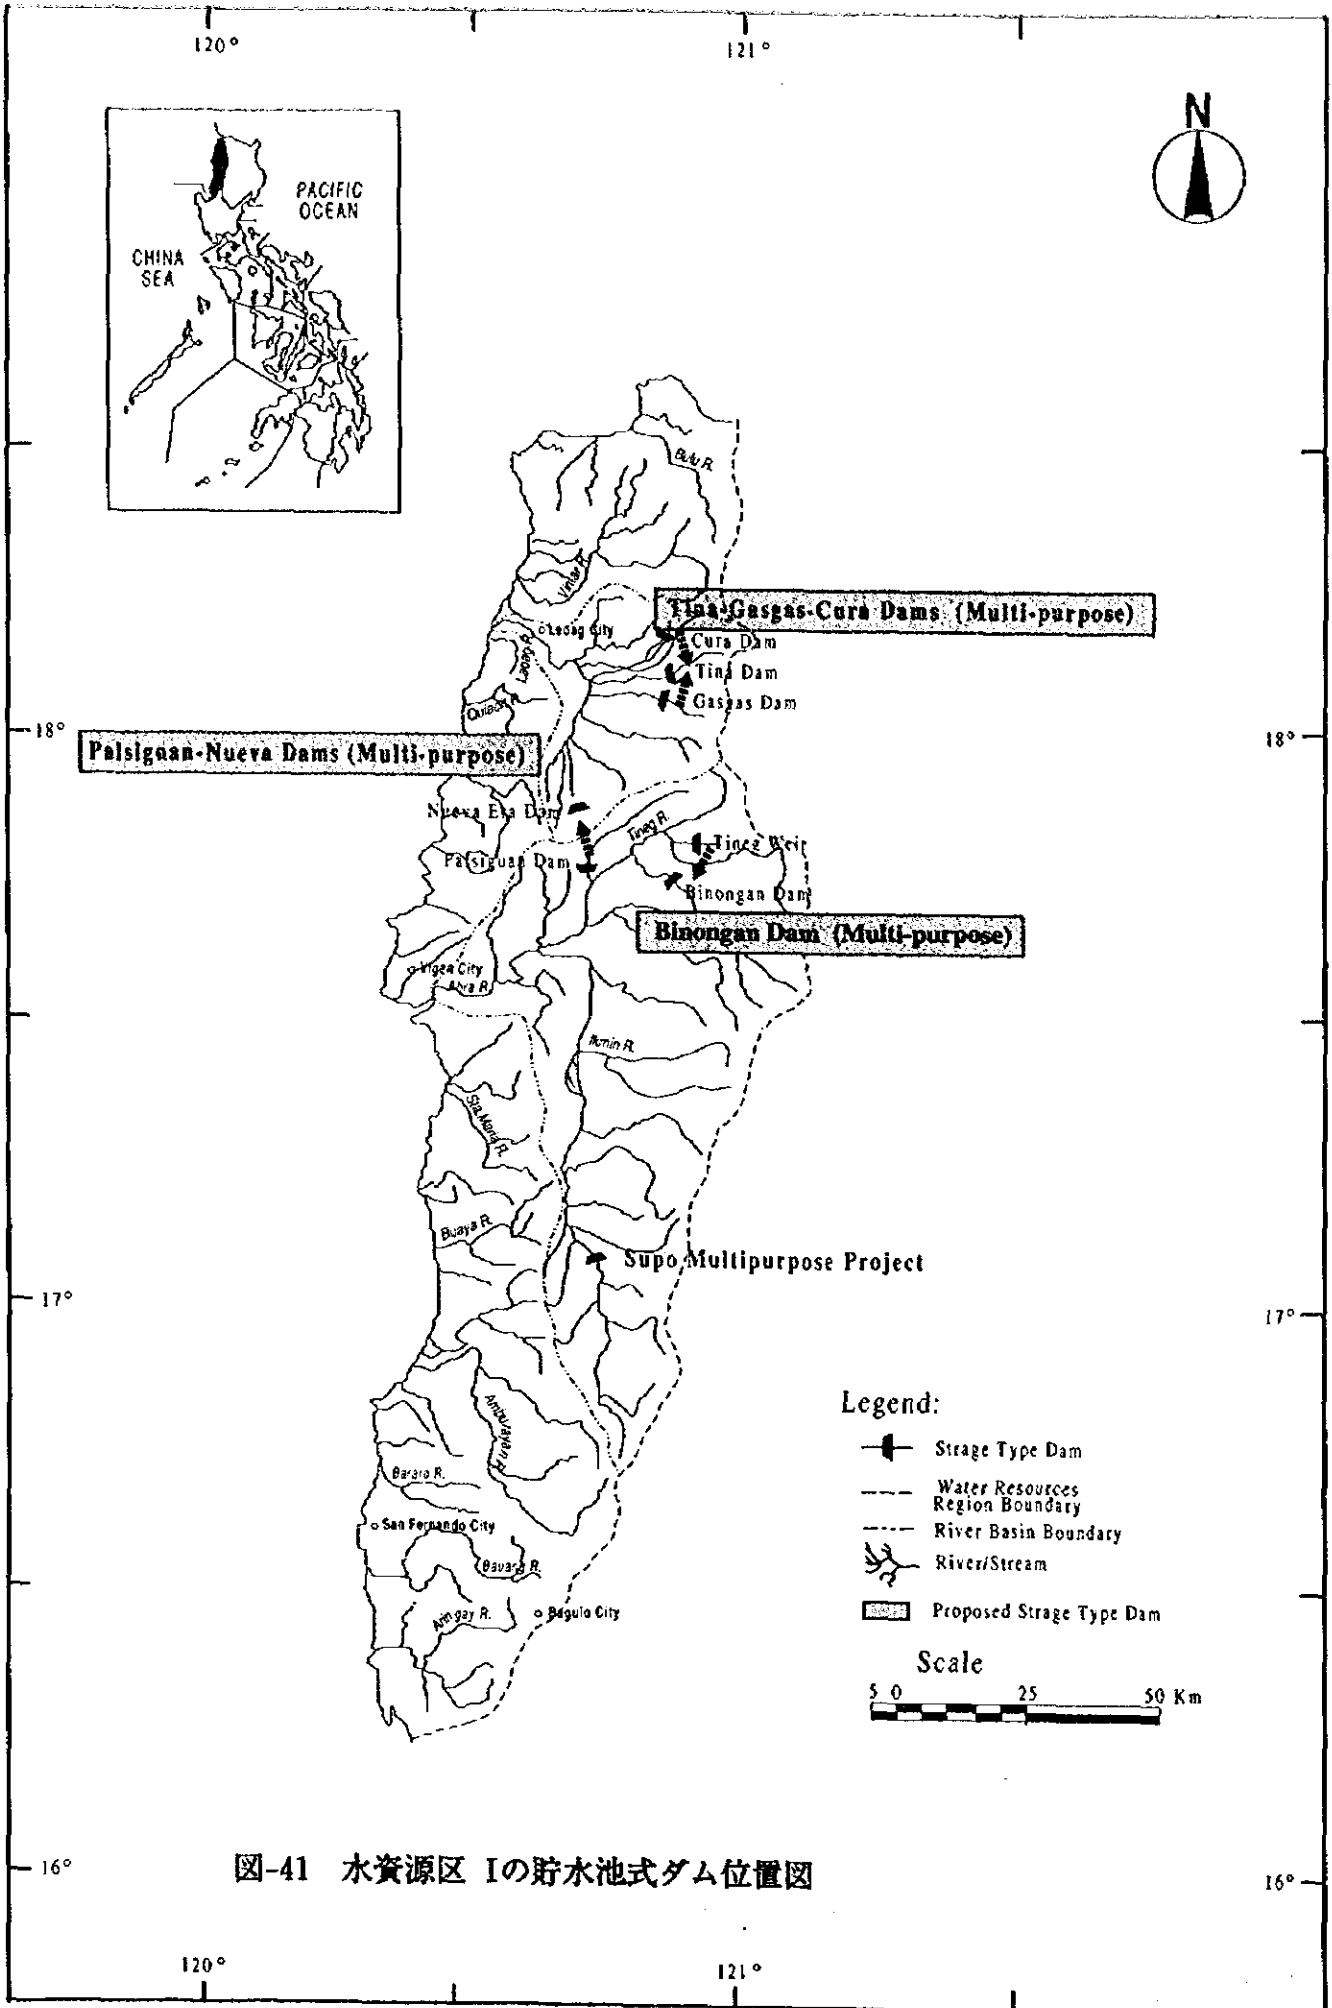 120°
121°
N
PACIFIC
OCEAN
CHINA
SEA
Bulu R.
Vintar R.
Tina-Gasgas-Cura Dams (Multi-purpose)
Laoag City
Cura Dam
Tina Dam
Gasgas Dam
Quiaoit R.
18°
18°
Palsiguan-Nueva Dams (Multi-purpose)
Nueva Era Dam
Tineg R.
Tineg Weir
Palsiguan Dam
Binongan Dam
Binongan Dam (Multi-purpose)
Vigan City
Abra R.
Ikmin R.
Sta. Maria R.
Buaya R.
Supo Multipurpose Project
17°
17°
Legend:
Amburayan R.
Strage Type Dam
Bararo R.
Water Resources
Region Boundary
San Fernando City
River Basin Boundary
River/Stream
Bauang R.
Aringay R.
Baguio City
Proposed Strage Type Dam
Scale
5 0 25 50 Km
図-41 水資源区 Iの貯水池式ダム位置図
16°
16°
120°
121°